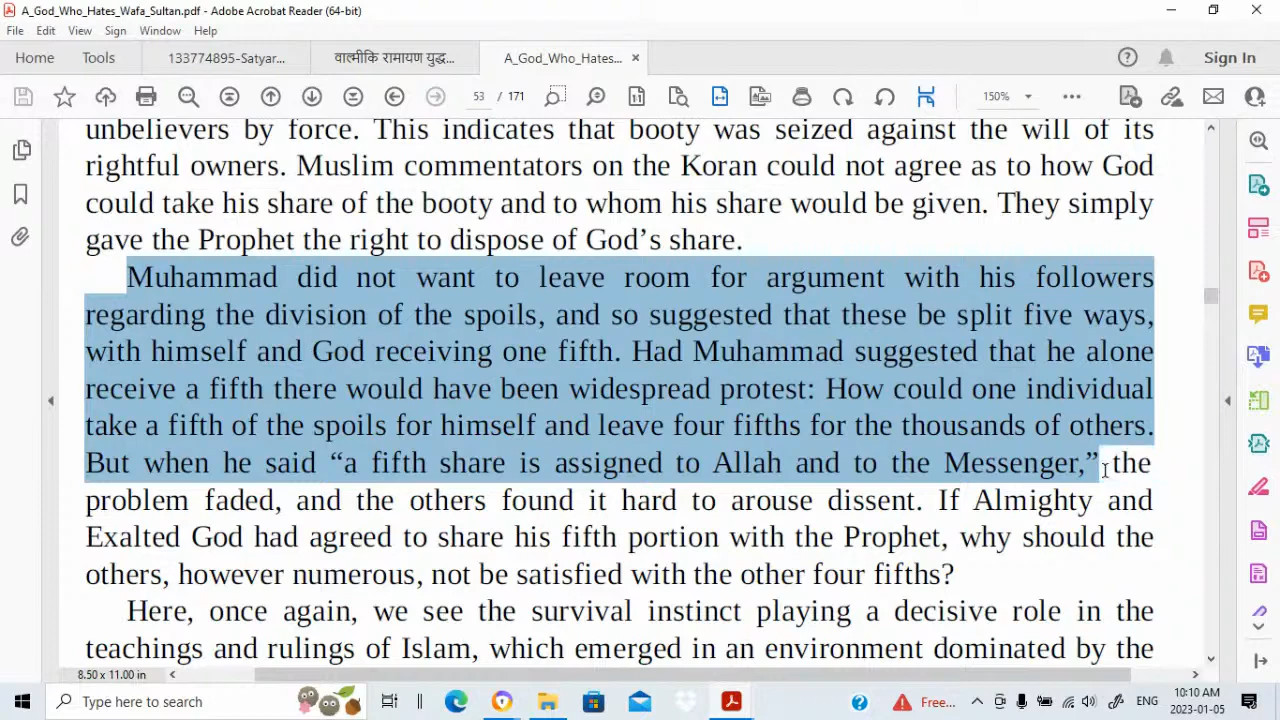 A_God_Who_Hates_Wafa_Sultan.pdf - Adobe Acrobat Reader (64-bit)
File Edit View Sign Window Help
Home Tools 133774895-Satyar... वाल्मीकि रामायण युद्ध... A_God_Who_Hates... Sign In
53 / 171 150%
unbelievers by force. This indicates that booty was seized against the will of its
rightful owners. Muslim commentators on the Koran could not agree as to how God
could take his share of the booty and to whom his share would be given. They simply
gave the Prophet the right to dispose of God’s share.
Muhammad did not want to leave room for argument with his followers
regarding the division of the spoils, and so suggested that these be split five ways,
with himself and God receiving one fifth. Had Muhammad suggested that he alone
receive a fifth there would have been widespread protest: How could one individual
take a fifth of the spoils for himself and leave four fifths for the thousands of others.
But when he said “a fifth share is assigned to Allah and to the Messenger,” the
problem faded, and the others found it hard to arouse dissent. If Almighty and
Exalted God had agreed to share his fifth portion with the Prophet, why should the
others, however numerous, not be satisfied with the other four fifths?
Here, once again, we see the survival instinct playing a decisive role in the
teachings and rulings of Islam, which emerged in an environment dominated by the
8.50 x 11.00 in
Type here to search Free... ENG 10:10 AM
2023-01-05